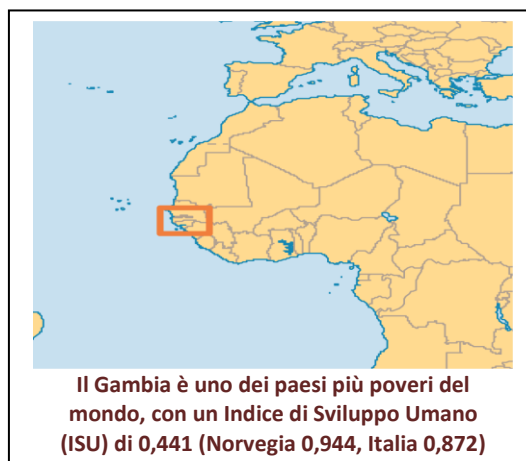 Il Gambia è uno dei paesi più poveri del
mondo, con un Indice di Sviluppo Umano
(ISU) di 0,441 (Norvegia 0,944, Italia 0,872)